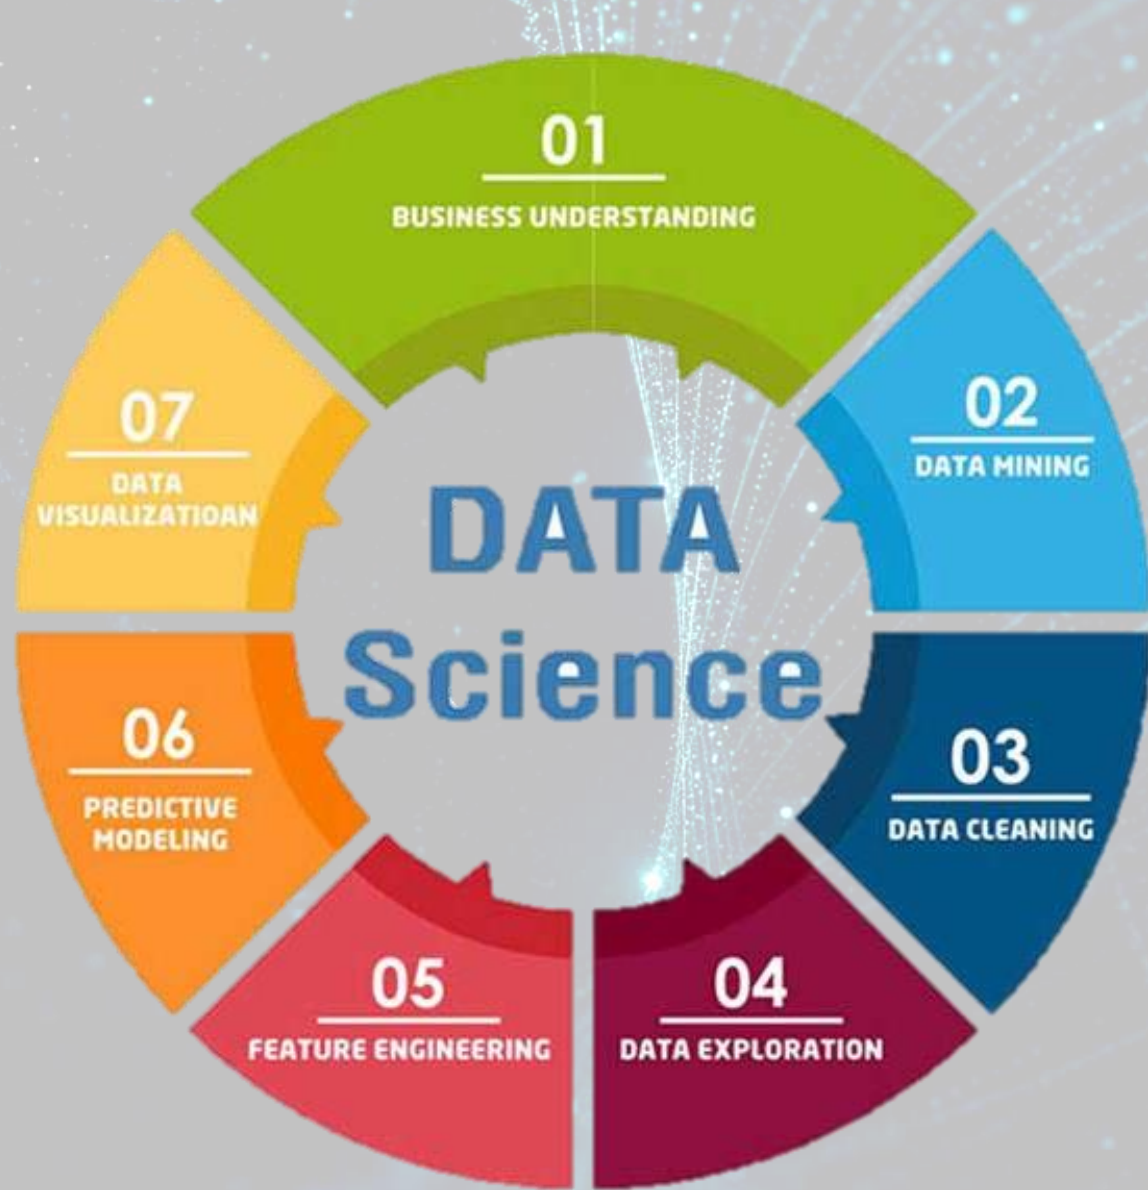 01
BUSINESS UNDERSTANDING
02
DATA MINING
03
DATA CLEANING
04
DATA EXPLORATION
05
FEATURE ENGINEERING
06
PREDICTIVE
MODELING
07
DATA
VISUALIZATIOAN
DATA
Science